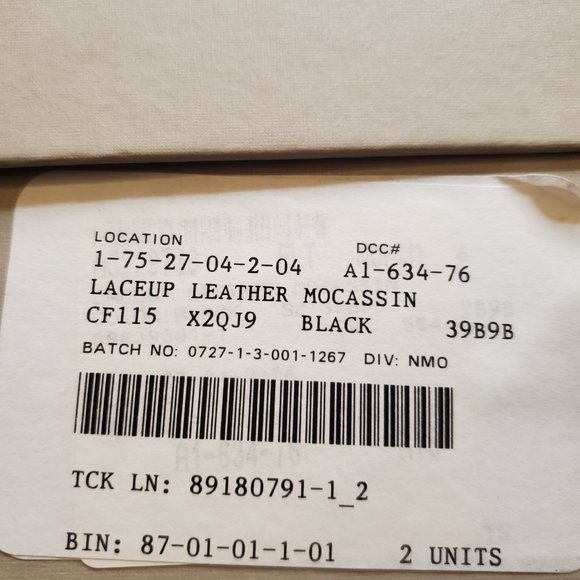 LOCATION DCC#
1-75-27-04-2-04 A1-634-76
LACEUP LEATHER MOCASSIN
CF115 X2QJ9 BLACK 39B9B
BATCH NO: 0727-1-3-001-1267 DIV: NMO
TCK LN: 89180791-1_2
BIN: 87-01-01-1-01 2 UNITS